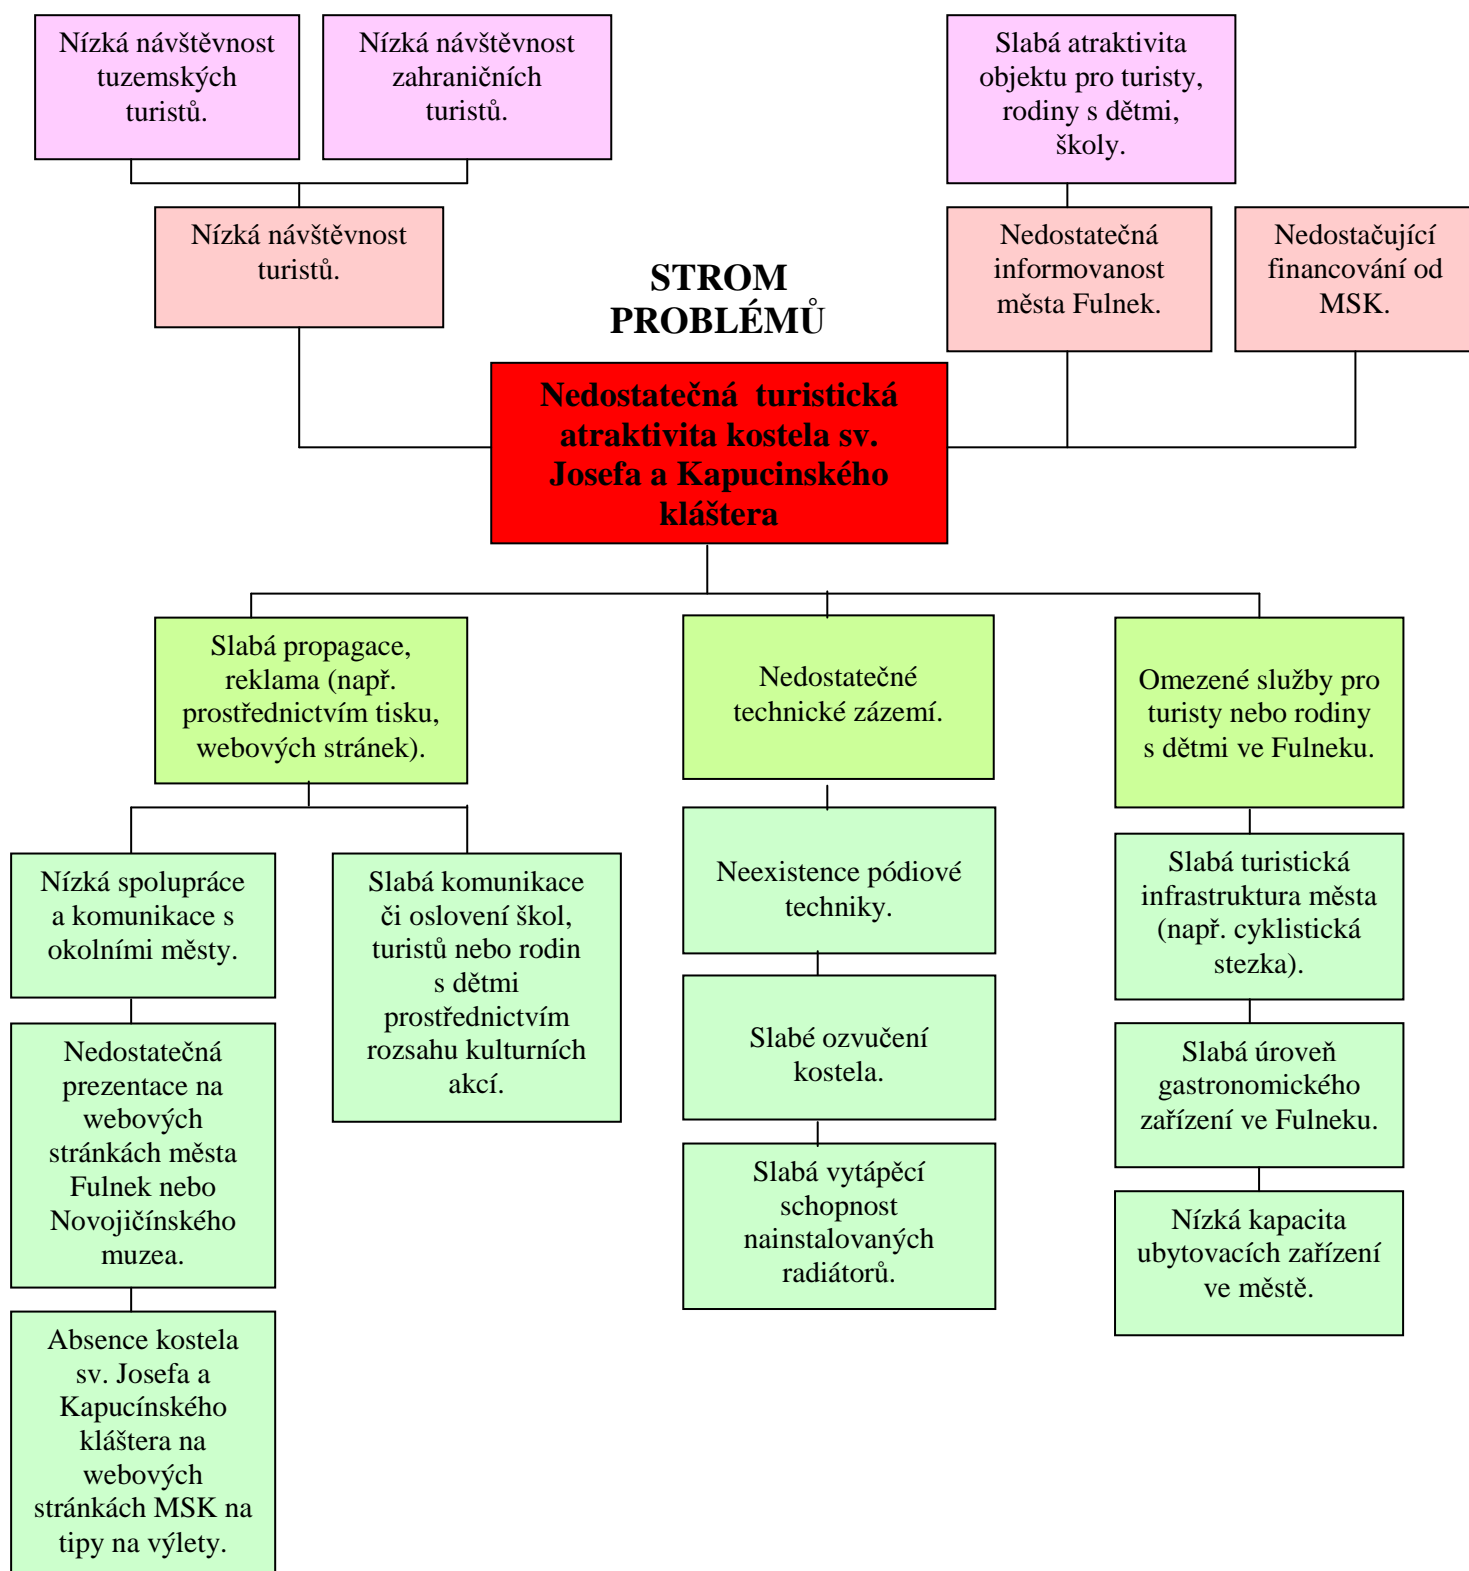 Nízká návštěvnost
tuzemských
turistů.
Nízká návštěvnost
zahraničních
turistů.
Slabá atraktivita
objektu pro turisty,
rodiny s dětmi,
školy.
Nízká návštěvnost
turistů.
Nedostatečná
informovanost
města Fulnek.
Nedostačující
financování od
MSK.
STROM
PROBLÉMŮ
Nedostatečná  turistická
atraktivita kostela sv.
Josefa a Kapucinského
kláštera
Slabá propagace,
reklama (např.
prostřednictvím tisku,
webových stránek).
Nedostatečné
technické zázemí.
Omezené služby pro
turisty nebo rodiny
s dětmi ve Fulneku.
Nízká spolupráce
a komunikace s
okolními městy.
Slabá komunikace
či oslovení škol,
turistů nebo rodin
s dětmi
prostřednictvím
rozsahu kulturních
akcí.
Neexistence pódiové
techniky.
Slabá turistická
infrastruktura města
(např. cyklistická
stezka).
Nedostatečná
prezentace na
webových
stránkách města
Fulnek nebo
Novojičínského
muzea.
Slabé ozvučení
kostela.
Slabá úroveň
gastronomického
zařízení ve Fulneku.
Slabá vytápěcí
schopnost
nainstalovaných
radiátorů.
Nízká kapacita
ubytovacích zařízení
ve městě.
Absence kostela
sv. Josefa a
Kapucínského
kláštera na
webových
stránkách MSK na
tipy na výlety.